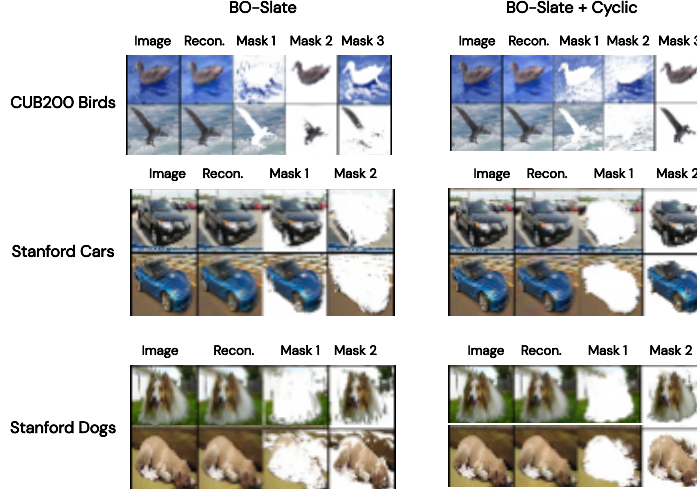 BO-Slate BO-Slate + Cyclic
Image Recon. Mask 1 Mask 2 Mask 3 Image Recon. Mask 1 Mask 2 Mask 3
CUB200 Birds
Image Recon. Mask 1 Mask 2 Image Recon. Mask 1 Mask 2
Stanford Cars
Image Recon. Mask 1 Mask 2 Image Recon. Mask 1 Mask 2
Stanford Dogs